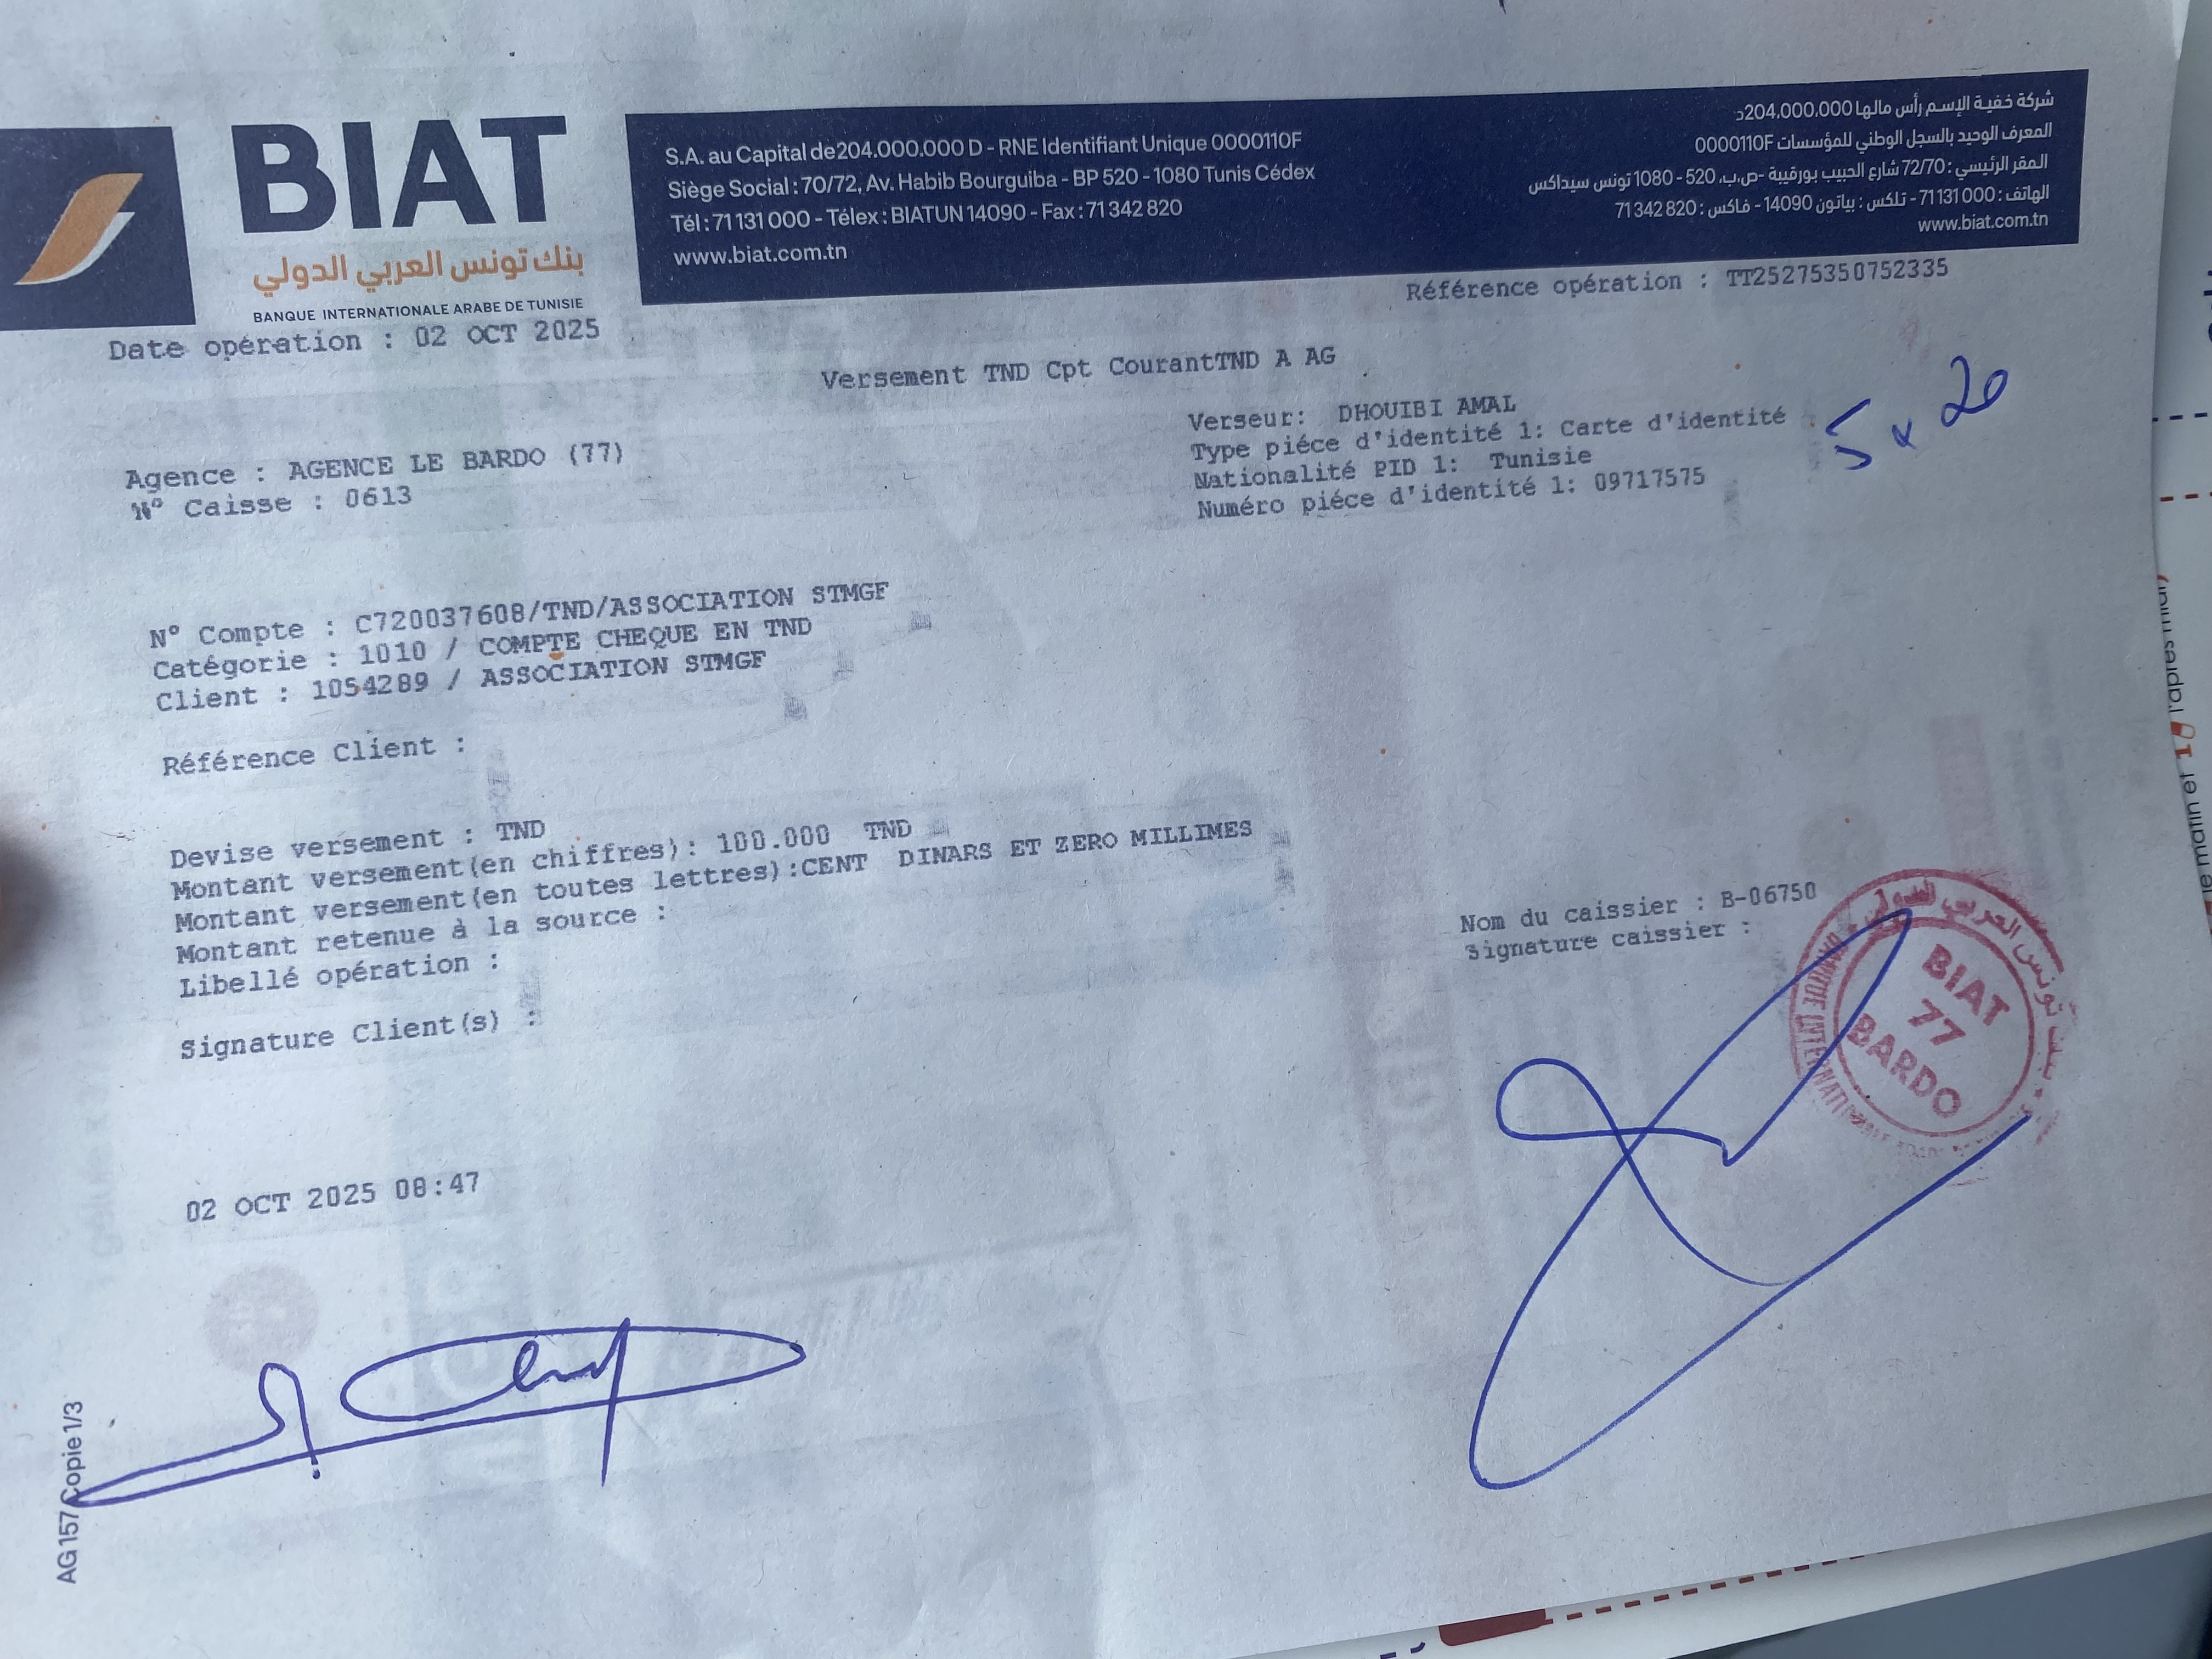 BIAT
بنك تونس العربي الدولي
BANQUE INTERNATIONALE ARABE DE TUNISIE
S.A. au Capital de 204.000.000 D - RNE Identifiant Unique 0000110F
Siège Social : 70/72, Av. Habib Bourguiba - BP 520 - 1080 Tunis Cédex
Tél : 71 131 000 - Télex : BIATUN 14090 - Fax : 71 342 820
www.biat.com.tn
شركة خفية الإسم رأس مالها 204.000.000د
المعرف الوحيد بالسجل الوطني للمؤسسات 0000110F
المقر الرئيسي : 72/70 شارع الحبيب بورقيبة -ص.ب. 520 - 1080 تونس سيداكس
الهاتف : 71 131 000 - تلكس : بياتون 14090 - فاكس : 71 342 820
www.biat.com.tn
Référence opération : TT25275350752335
Date opération : 02 OCT 2025
Versement TND Cpt CourantTND A AG
Verseur: DHOUIBI AMAL
Type piéce d'identité 1: Carte d'identité
Nationalité PID 1: Tunisie
Numéro piéce d'identité 1: 09717575
5 x 20
Agence : AGENCE LE BARDO (77)
N° Caisse : 0613
N° Compte : C720037608/TND/ASSOCIATION STMGF
Catégorie : 1010 / COMPTE CHEQUE EN TND
Client : 1054289 / ASSOCIATION STMGF
Référence Client :
Devise versement : TND
Montant versement(en chiffres): 100.000 TND
Montant versement(en toutes lettres):CENT DINARS ET ZERO MILLIMES
Montant retenue à la source :
Libellé opération :
Signature Client(s) :
Nom du caissier : B-06750
Signature caissier :
BIAT
77
BARDO
02 OCT 2025 08:47
AG 157 Copie 1/3